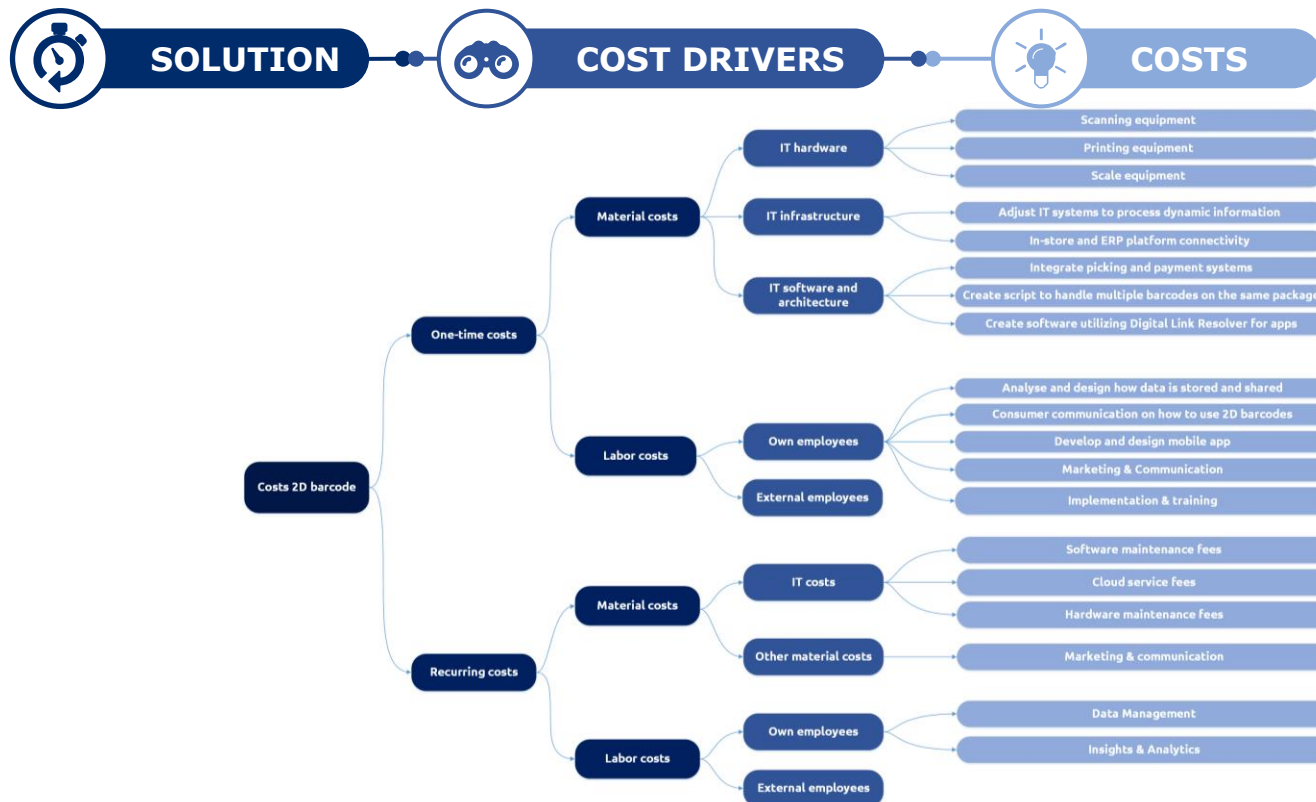 SOLUTION
COST DRIVERS
COSTS
Scanning equipment
IT hardware
Printing equipment
Scale equipment
Material costs
IT infrastructure
Adjust IT systems to process dynamic information
In-store and ERP platform connectivity
Integrate picking and payment systems
IT software and
architecture
Create script to handle multiple barcodes on the same package
Create software utilizing Digital Link Resolver for apps
One-time costs
Analyse and design how data is stored and shared
Consumer communication on how to use 2D barcodes
Labor costs
Own employees
Develop and design mobile app
Marketing & Communication
External employees
Implementation & training
Costs 2D barcode
Software maintenance fees
IT costs
Cloud service fees
Material costs
Hardware maintenance fees
Other material costs
Marketing & communication
Recurring costs
Data Management
Own employees
Insights & Analytics
Labor costs
External employees